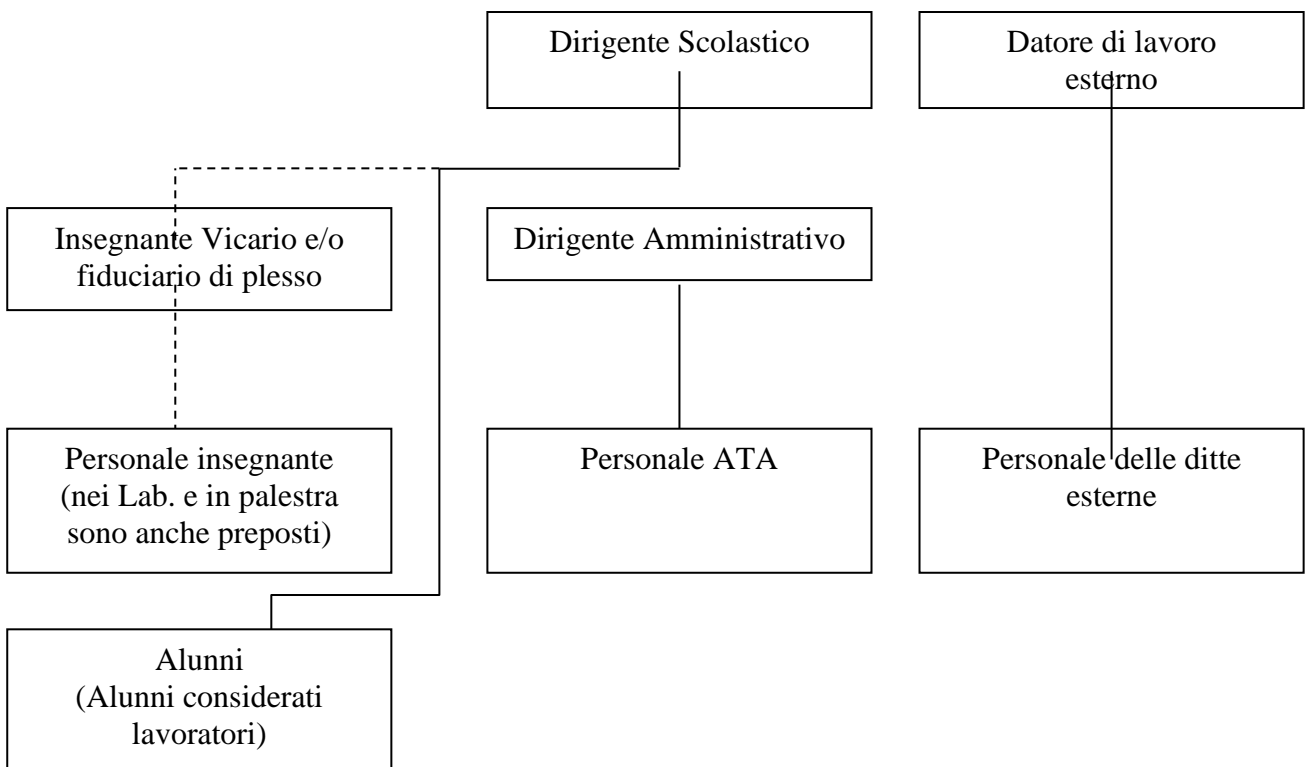 Dirigente Scolastico
Datore di lavoro
esterno
Insegnante Vicario e/o
fiduciario di plesso
Dirigente Amministrativo
Personale insegnante
(nei Lab. e in palestra
sono anche preposti)
Personale ATA
Personale delle ditte
esterne
Alunni
(Alunni considerati
lavoratori)